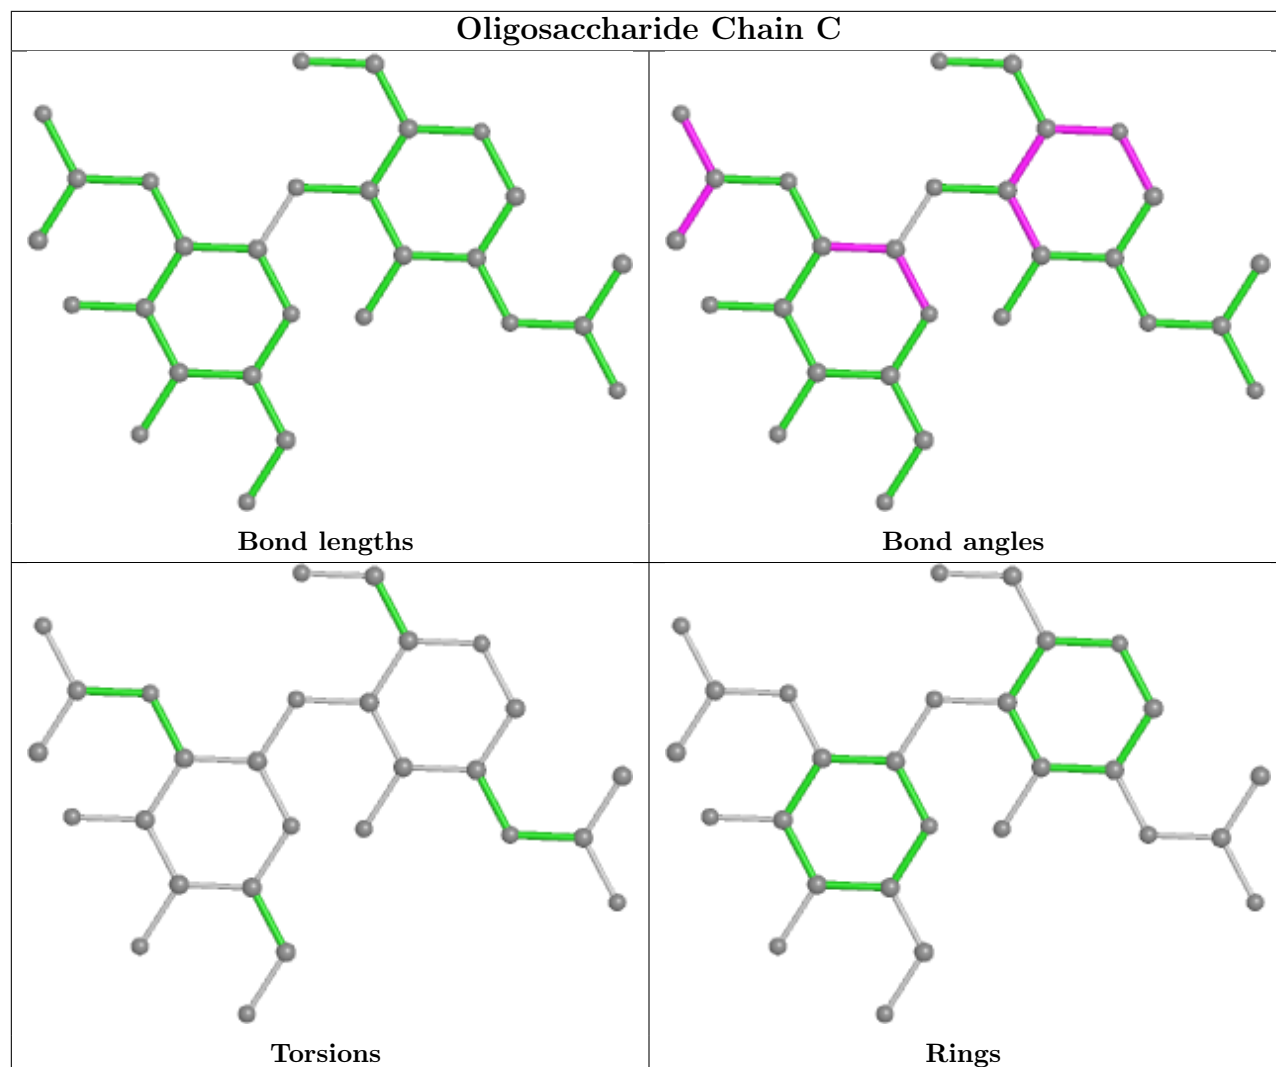 Oligosaccharide Chain C
Bond lengths
Bond angles
Torsions
Rings